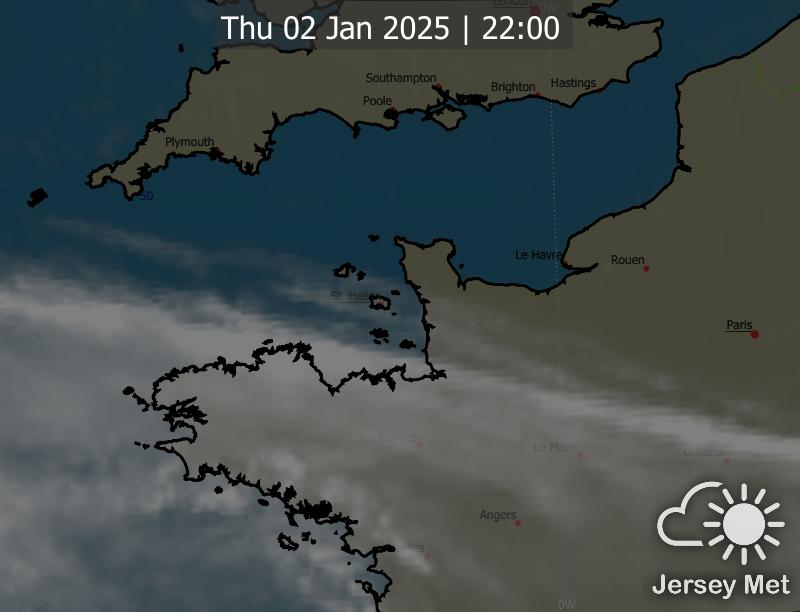 London
0W
Thu 02 Jan 2025 | 22:00
Southampton
Brighton
Hastings
Poole
Plymouth
50
Le Havre
Rouen
St. Helier
Paris
Rennes
Le Mans
Orleans
Angers
0W
Jersey Met